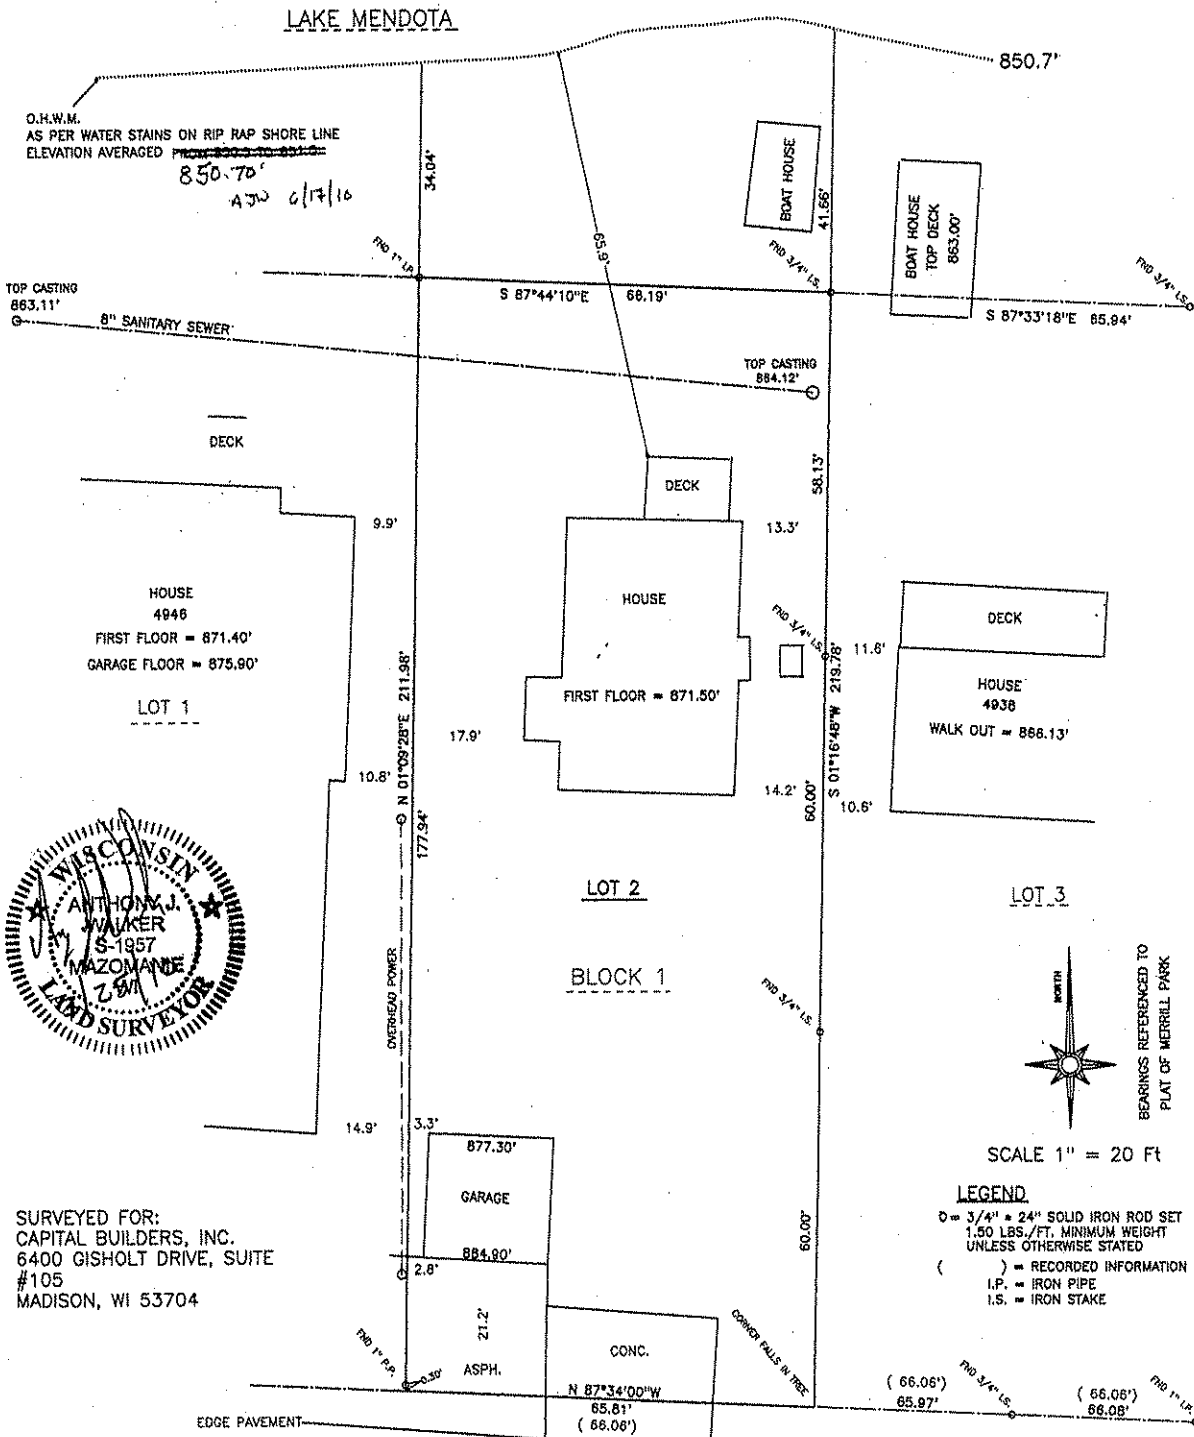 LAKE MENDOTA
850.7'
O.H.W.M.
AS PER WATER STAINS ON RIP RAP SHORE LINE
ELEVATION AVERAGED
850.70'
AJW 6/17/10
34.04'
65.9'
BOAT HOUSE
41.66'
BOAT HOUSE
TOP DECK
863.00'
FND 1" I.P.
FND 3/4" I.S.
FND 3/4" I.S.
S 87°44'10"E 66.19'
S 87°33'18"E 65.94'
TOP CASTING
863.11'
8" SANITARY SEWER
TOP CASTING
864.12'
DECK
DECK
58.13'
9.9'
13.3'
HOUSE
4946
FIRST FLOOR = 871.40'
GARAGE FLOOR = 875.90'
LOT 1
HOUSE
FIRST FLOOR = 871.50'
FND 3/4" I.S.
11.6'
DECK
HOUSE
4938
WALK OUT = 866.13'
N 01°09'28"E 211.98'
S 01°16'48"W 219.78'
17.9'
10.8'
14.2'
60.00'
10.6'
177.94'
WISCONSIN
ANTHONY J.
WALKER
S-1957
MAZOMANIE
WI
LAND SURVEYOR
LOT 2
LOT 3
BLOCK 1
OVERHEAD POWER
FND 3/4" I.S.
NORTH
BEARINGS REFERENCED TO
PLAT OF MERRILL PARK
SCALE 1" = 20 Ft
14.9'
3.3'
877.30'
GARAGE
884.90'
2.8'
60.00'
LEGEND
O = 3/4" * 24" SOLID IRON ROD SET
1.50 LBS./FT. MINIMUM WEIGHT
UNLESS OTHERWISE STATED
( ) = RECORDED INFORMATION
I.P. = IRON PIPE
I.S. = IRON STAKE
SURVEYED FOR:
CAPITAL BUILDERS, INC.
6400 GISHOLT DRIVE, SUITE
#105
MADISON, WI 53704
FND 1" P.P.
0.30'
21.2'
ASPH.
CONC.
CORNER FALLS IN TREE
N 87°34'00"W
65.81'
( 66.06')
( 66.06')
65.97'
FND 3/4" I.S.
( 66.06')
66.08'
FND 1" I.P.
EDGE PAVEMENT